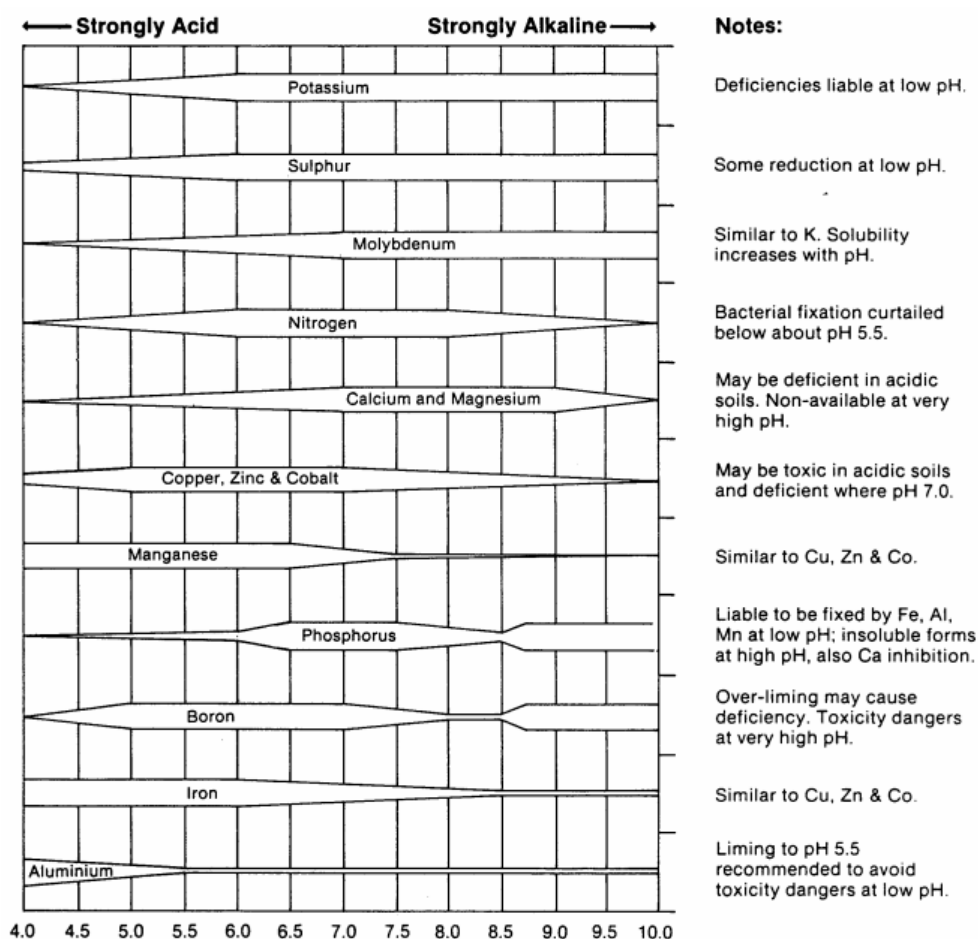 Strongly Acid
Strongly Alkaline
Notes:
Potassium
Deficiencies liable at low pH.
Sulphur
Some reduction at low pH.
Molybdenum
Similar to K. Solubility
increases with pH.
Nitrogen
Bacterial fixation curtailed
below about pH 5.5.
Calcium and Magnesium
May be deficient in acidic
soils. Non-available at very
high pH.
Copper, Zinc & Cobalt
May be toxic in acidic soils
and deficient where pH 7.0.
Manganese
Similar to Cu, Zn & Co.
Phosphorus
Liable to be fixed by Fe, Al,
Mn at low pH; insoluble forms
at high pH, also Ca inhibition.
Boron
Over-liming may cause
deficiency. Toxicity dangers
at very high pH.
Iron
Similar to Cu, Zn & Co.
Aluminium
Liming to pH 5.5
recommended to avoid
toxicity dangers at low pH.
4.0 4.5 5.0 5.5 6.0 6.5 7.0 7.5 8.0 8.5 9.0 9.5 10.0